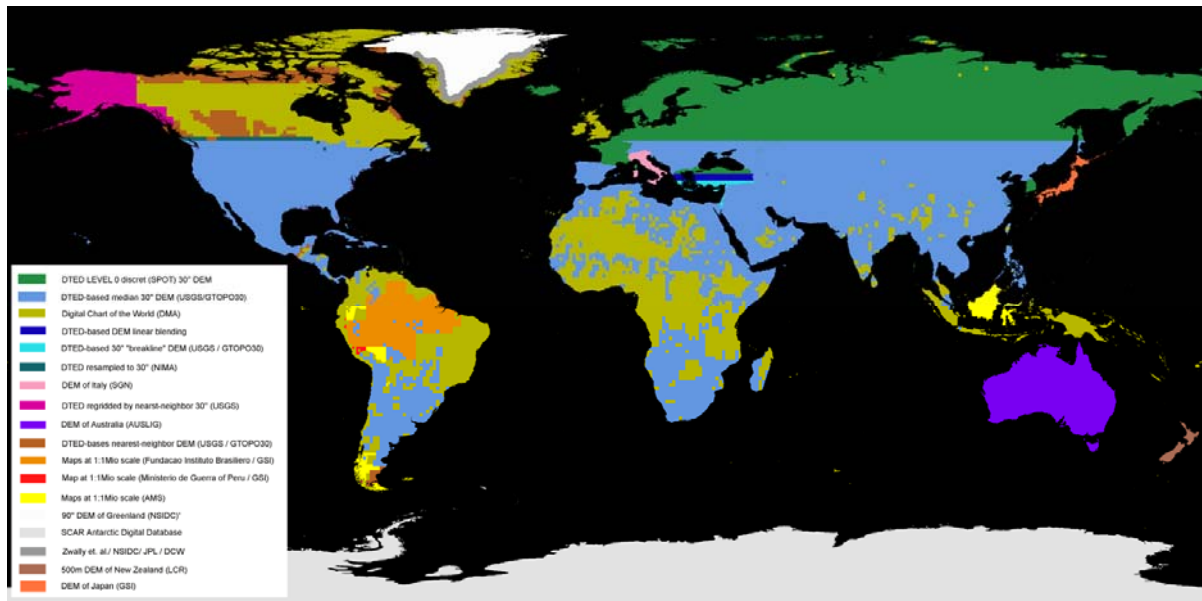 DTED LEVEL 0 discret (SPOT) 30" DEM
DTED-based median 30" DEM (USGS/GTOPO30)
Digital Chart of the World (DMA)
DTED-based DEM linear blending
DTED-based 30" "breakline" DEM (USGS / GTOPO30)
DTED resampled to 30" (NIMA)
DEM of Italy (SGN)
DTED regridded by nearst-neighbor 30" (USGS)
DEM of Australia (AUSLIG)
DTED-bases nearest-neighbor DEM (USGS / GTOPO30)
Maps at 1:1Mio scale (Fundacao Instituto Brasiliero / GSI)
Map at 1:1Mio scale (Ministerio de Guerra of Peru / GSI)
Maps at 1:1Mio scale (AMS)
90" DEM of Greenland (NSIDC)'
SCAR Antarctic Digital Database
Zwally et. al./ NSIDC/ JPL / DCW
500m DEM of New Zealand (LCR)
DEM of Japan (GSI)